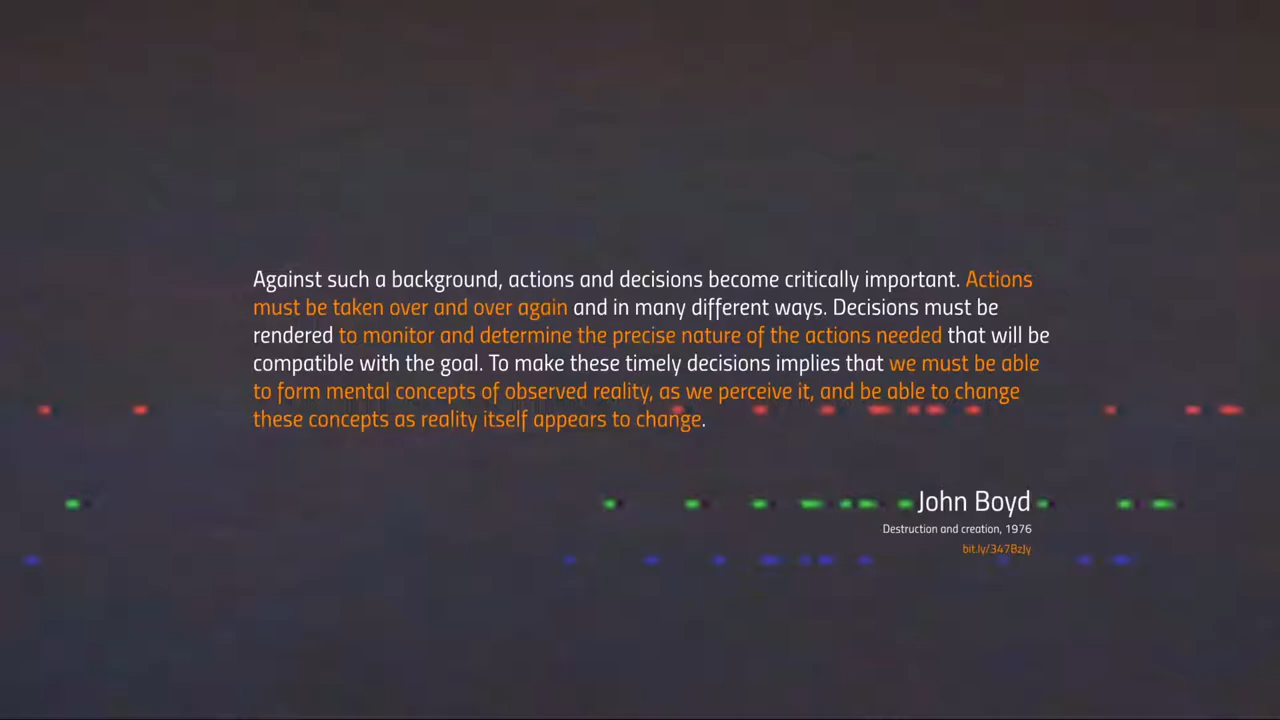 Against such a background, actions and decisions become critically important. Actions
must be taken over and over again and in many different ways. Decisions must be
rendered to monitor and determine the precise nature of the actions needed that will be
compatible with the goal. To make these timely decisions implies that we must be able
to form mental concepts of observed reality, as we perceive it, and be able to change
these concepts as reality itself appears to change.
John Boyd
Destruction and creation, 1976
bit.ly/347BzJy